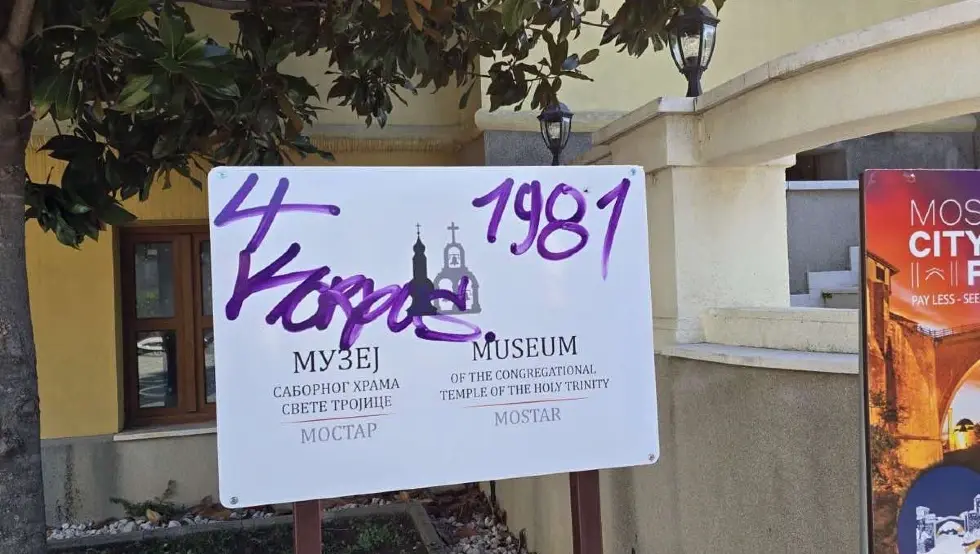 4 1981
Korpus.
МУЗЕЈ
САБОРНОГ ХРАМА
СВЕТЕ ТРОЈИЦЕ
МОСТАР
MUSEUM
OF THE CONGREGATIONAL
TEMPLE OF THE HOLY TRINITY
MOSTAR
MOS
CITY
PAY LESS - SEE